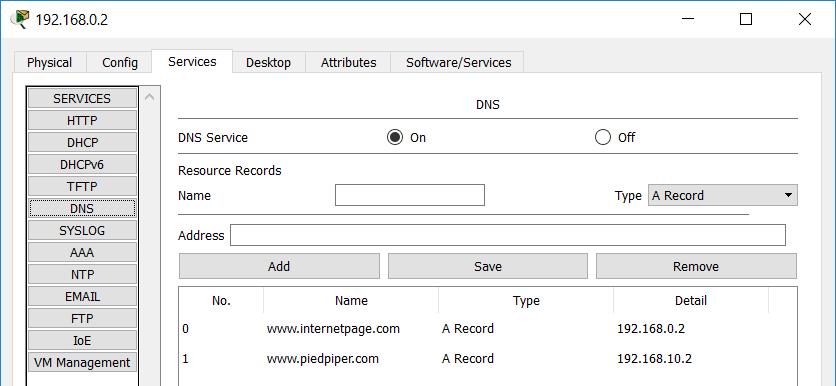 192.168.0.2
Physical Config Services Desktop Attributes Software/Services
SERVICES
HTTP
DHCP
DHCPv6
TFTP
DNS
SYSLOG
AAA
NTP
EMAIL
FTP
IoE
VM Management
DNS
DNS Service On Off
Resource Records
Name Type A Record
Address
Add Save Remove
No. Name Type Detail
0 www.internetpage.com A Record 192.168.0.2
1 www.piedpiper.com A Record 192.168.10.2